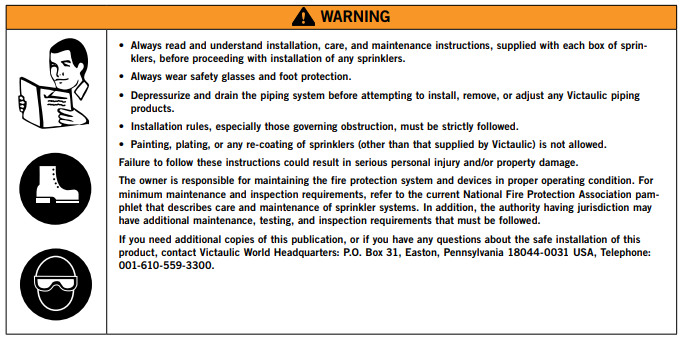 WARNING
• Always read and understand installation, care, and maintenance instructions, supplied with each box of sprin-
klers, before proceeding with installation of any sprinklers.
• Always wear safety glasses and foot protection.
• Depressurize and drain the piping system before attempting to install, remove, or adjust any Victaulic piping
products.
• Installation rules, especially those governing obstruction, must be strictly followed.
• Painting, plating, or any re-coating of sprinklers (other than that supplied by Victaulic) is not allowed.
Failure to follow these instructions could result in serious personal injury and/or property damage.
The owner is responsible for maintaining the fire protection system and devices in proper operating condition. For
minimum maintenance and inspection requirements, refer to the current National Fire Protection Association pam-
phlet that describes care and maintenance of sprinkler systems. In addition, the authority having jurisdiction may
have additional maintenance, testing, and inspection requirements that must be followed.
If you need additional copies of this publication, or if you have any questions about the safe installation of this
product, contact Victaulic World Headquarters: P.O. Box 31, Easton, Pennsylvania 18044-0031 USA, Telephone:
001-610-559-3300.